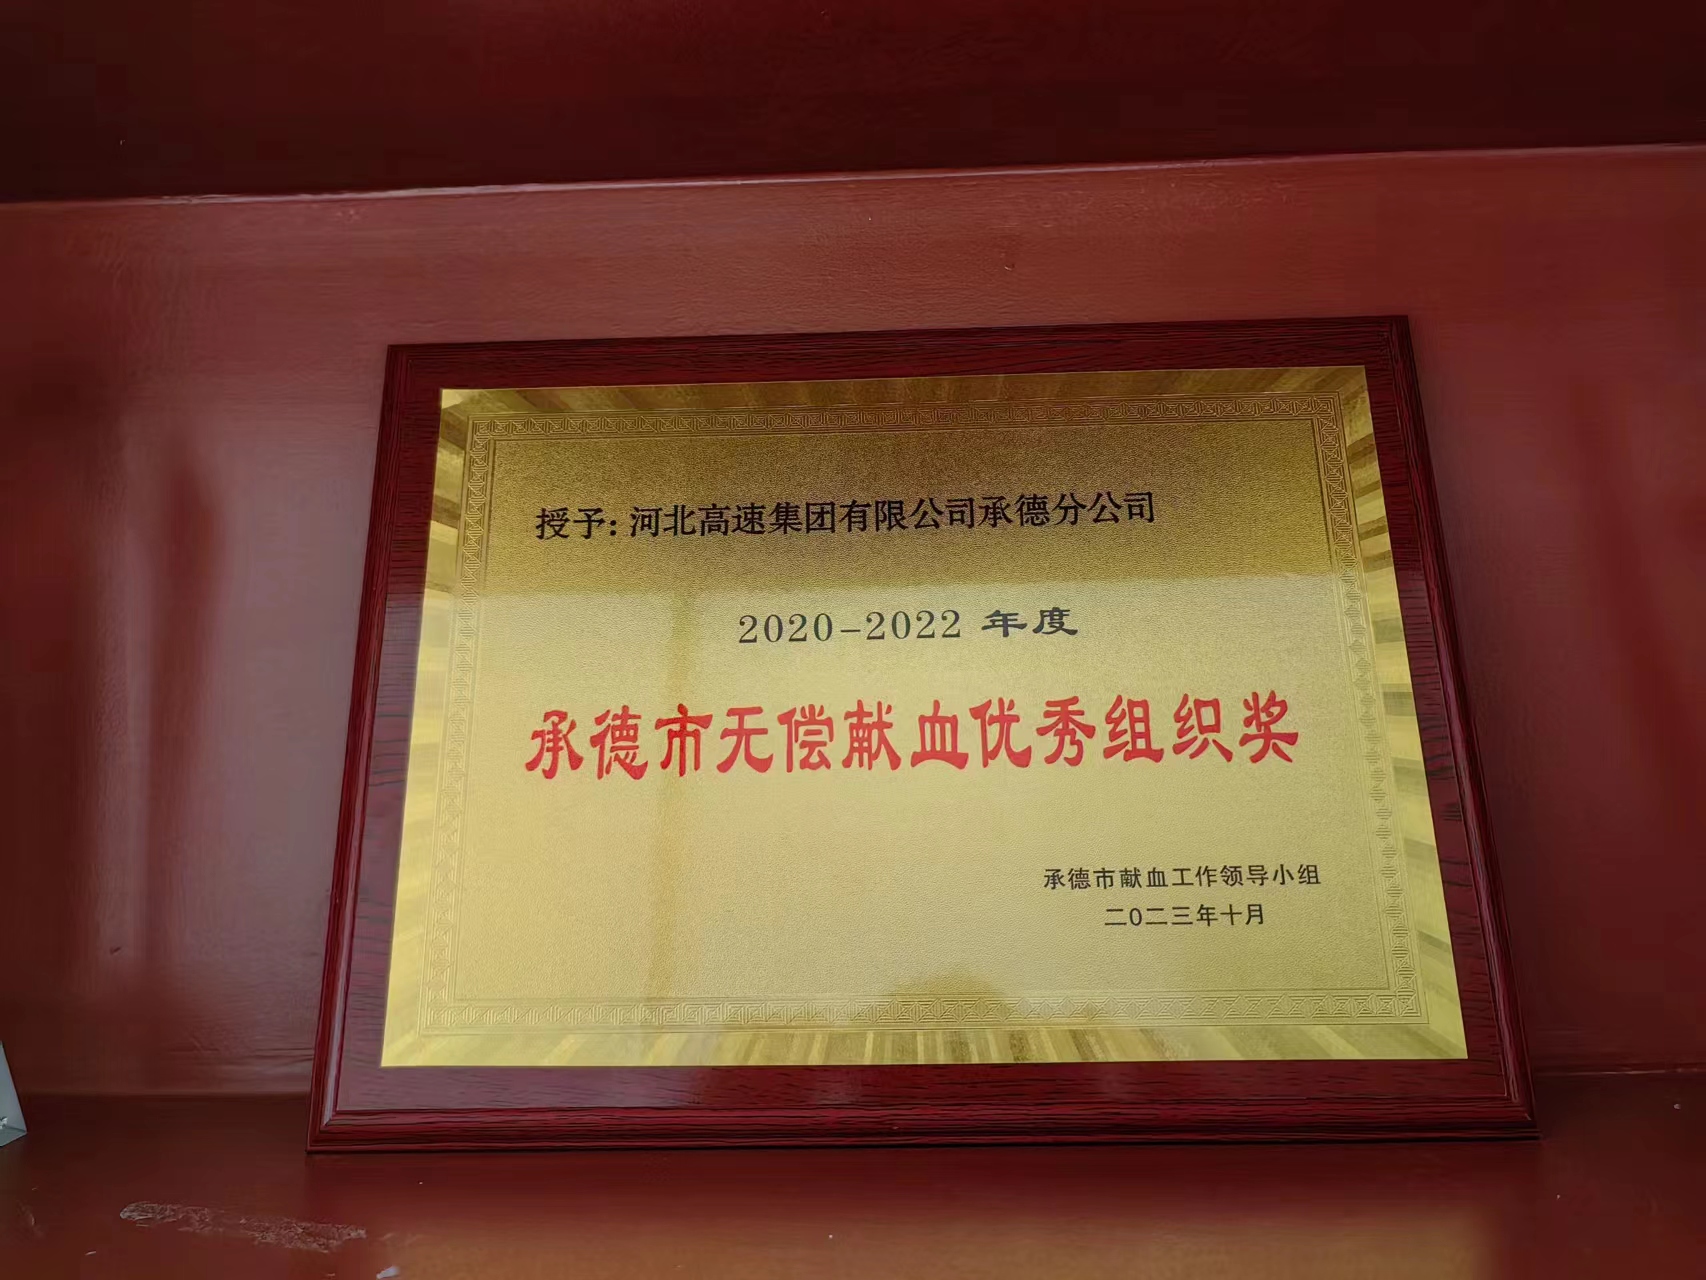 授予：河北高速集团有限公司承德分公司
2020-2022 年度
承德市无偿献血优秀组织奖
承德市献血工作领导小组
二〇二三年十月